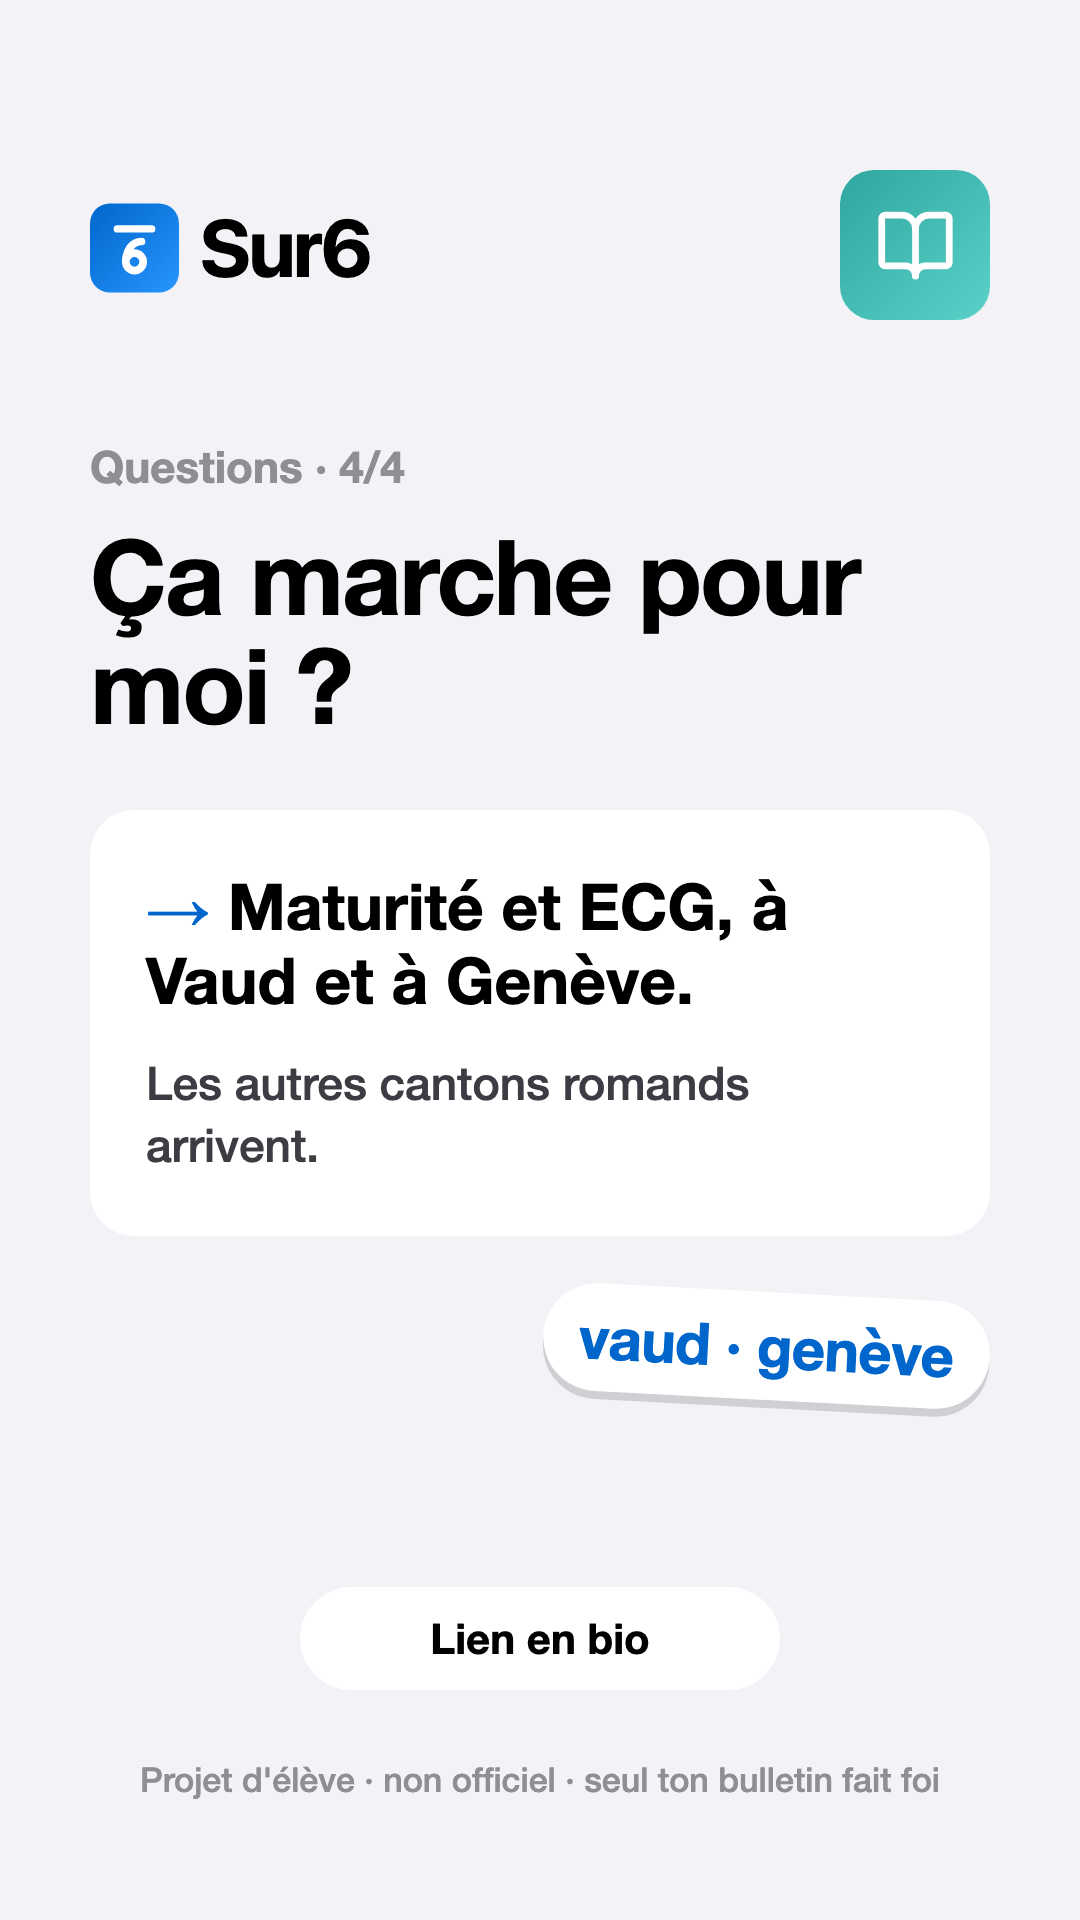 6
Sur6
Questions · 4/4
Ça marche pour
moi ?
→ Maturité et ECG, à
Vaud et à Genève.
Les autres cantons romands
arrivent.
vaud · genève
Lien en bio
Projet d'élève · non officiel · seul ton bulletin fait foi